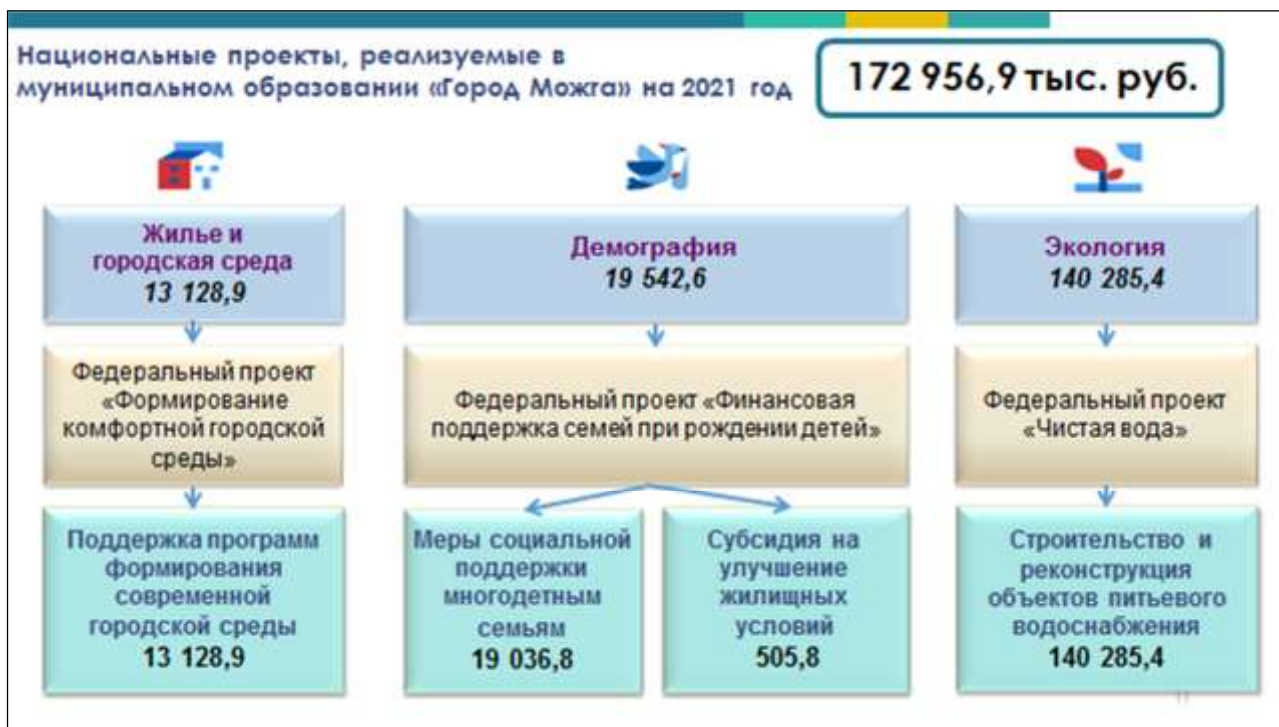 Национальные проекты, реализуемые в
муниципальном образовании «Город Можга» на 2021 год
172 956,9 тыс. руб.
Жилье и
городская среда
13 128,9
Федеральный проект
«Формирование
комфортной городской
среды»
Поддержка программ
формирования
современной
городской среды
13 128,9
Демография
19 542,6
Федеральный проект «Финансовая
поддержка семей при рождении детей»
Меры социальной
поддержки
многодетным
семьям
19 036,8
Субсидия на
улучшение
жилищных
условий
505,8
Экология
140 285,4
Федеральный проект
«Чистая вода»
Строительство и
реконструкция
объектов питьевого
водоснабжения
140 285,4
11